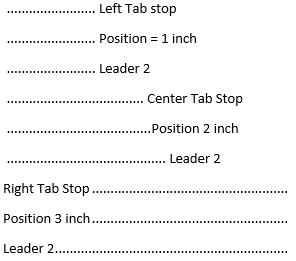 ........................ Left Tab stop
........................ Position = 1 inch
........................ Leader 2
..................................... Center Tab Stop
.......................................Position 2 inch
........................................... Leader 2
Right Tab Stop.....................................................
Position 3 inch.....................................................
Leader 2...............................................................